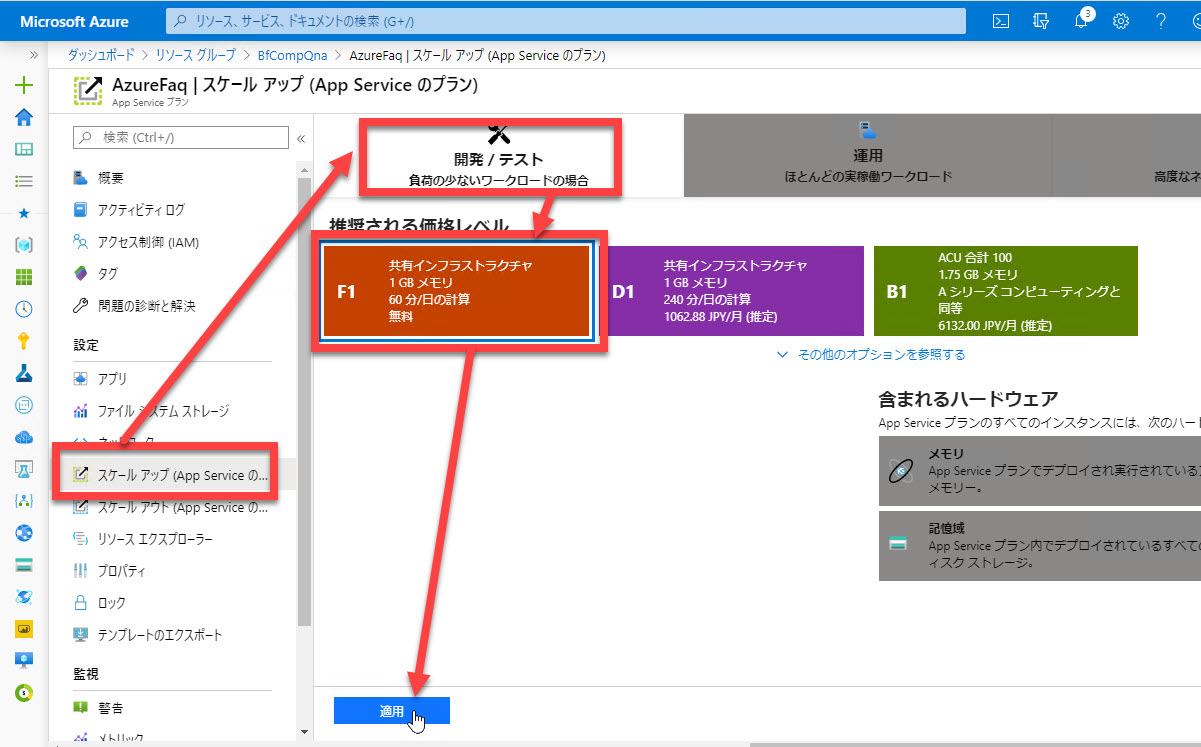 Microsoft Azure
リソース、サービス、ドキュメントの検索 (G+/)
3
ダッシュボード > リソース グループ > BfCompQna > AzureFaq | スケール アップ (App Service のプラン)
AzureFaq | スケール アップ (App Service のプラン)
App Service プラン
検索 (Ctrl+/)
概要
アクティビティ ログ
アクセス制御 (IAM)
タグ
問題の診断と解決
設定
アプリ
ファイル システム ストレージ
ネットワーク
スケール アップ (App Service の...
スケール アウト (App Service の...
リソース エクスプローラー
プロパティ
ロック
テンプレートのエクスポート
監視
警告
メトリック
開発 / テスト
負荷の少ないワークロードの場合
運用
ほとんどの実稼働ワークロード
高度なネ
推奨される価格レベル
F1
共有インフラストラクチャ
1 GB メモリ
60 分/日の計算
無料
D1
共有インフラストラクチャ
1 GB メモリ
240 分/日の計算
1062.88 JPY/月 (推定)
B1
ACU 合計 100
1.75 GB メモリ
A シリーズ コンピューティングと
同等
6132.00 JPY/月 (推定)
その他のオプションを参照する
含まれるハードウェア
App Service プランのすべてのインスタンスには、次のハード
メモリ
App Service プランでデプロイされ実行されている
メモリー。
記憶域
App Service プラン内でデプロイされているすべての
ィスク ストレージ。
適用